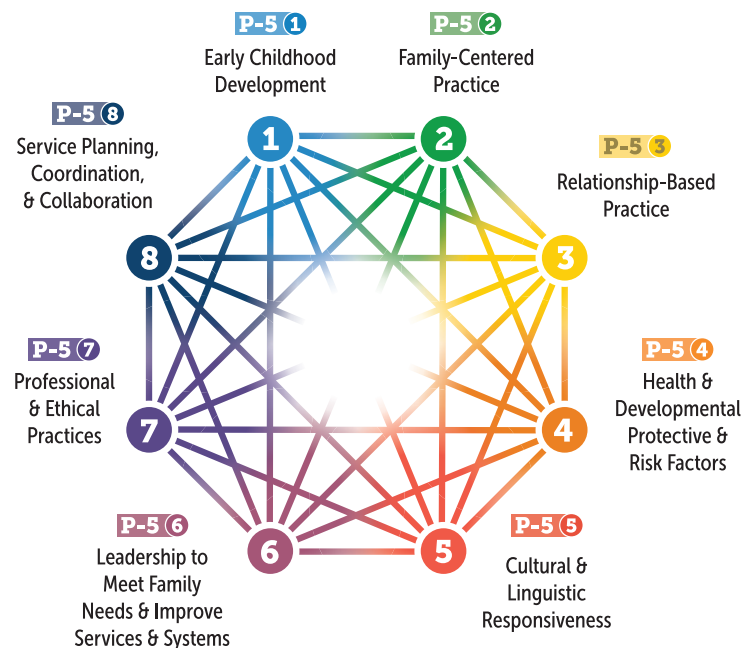 P-5 1
Early Childhood
Development
P-5 2
Family-Centered
Practice
P-5 3
Relationship-Based
Practice
P-5 4
Health &
Developmental
Protective &
Risk Factors
P-5 5
Cultural &
Linguistic
Responsiveness
P-5 6
Leadership to
Meet Family
Needs & Improve
Services & Systems
P-5 7
Professional
& Ethical
Practices
P-5 8
Service Planning,
Coordination,
& Collaboration
1
2
3
4
5
6
7
8